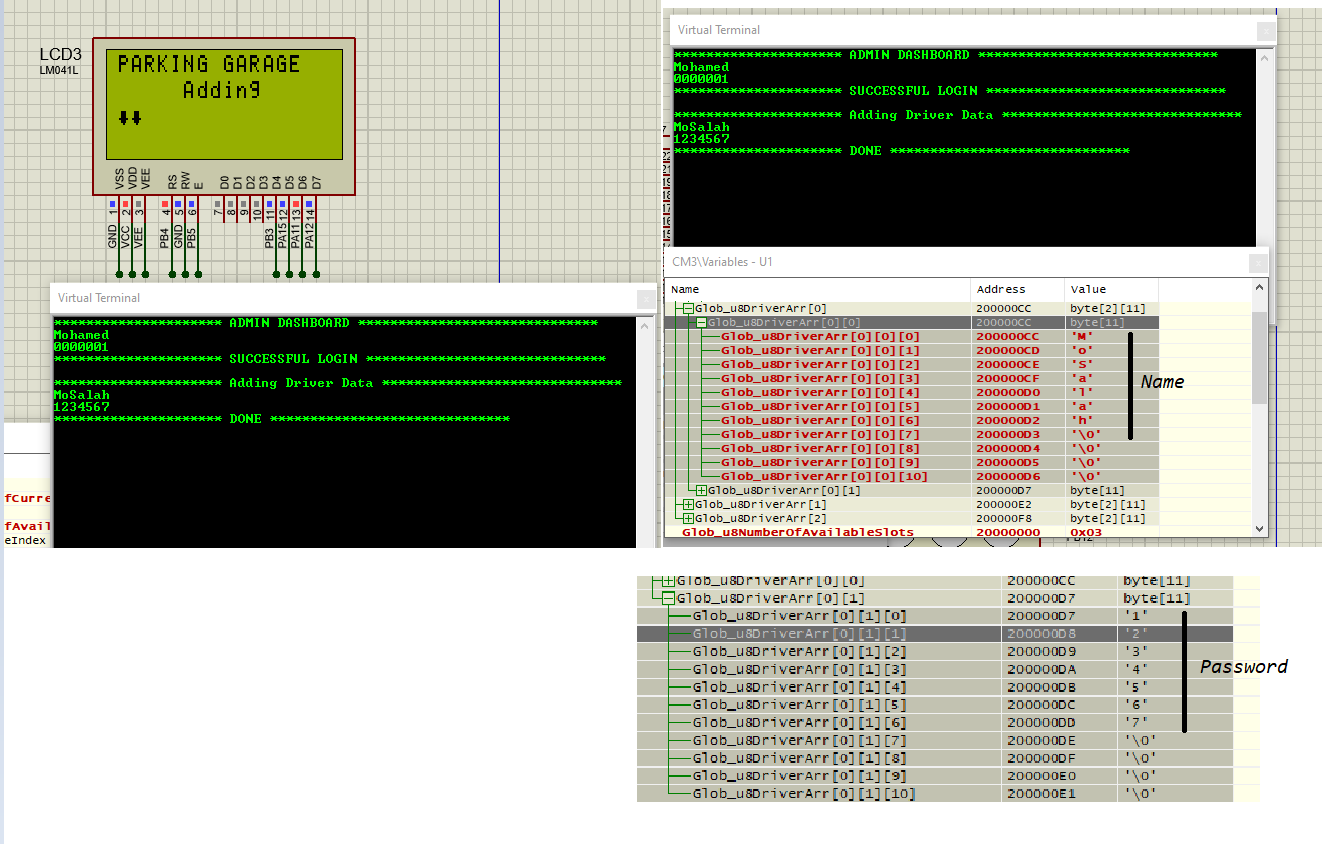 LCD3
LM041L
PARKING GARAGE
Adding
VSS
VDD
VEE
RS
RW
E
D0
D1
D2
D3
D4
D5
D6
D7
1
2
3
4
5
6
7
8
9
10
11
12
13
14
GND
VCC
VEE
PB4
GND
PB5
PB3
PA15
PA11
PA12
Virtual Terminal
********************* ADMIN DASHBOARD ******************************
Mohamed
0000001
********************* SUCCESSFUL LOGIN ******************************
********************* Adding Driver Data ******************************
MoSalah
1234567
********************* DONE ******************************
fCurre
fAvail
eIndex
Virtual Terminal
********************* ADMIN DASHBOARD ******************************
Mohamed
0000001
********************* SUCCESSFUL LOGIN ******************************
********************* Adding Driver Data ******************************
MoSalah
1234567
********************* DONE ******************************
CM3\Variables - U1
Name Address Value
Glob_u8DriverArr[0] 200000CC byte[2][11]
Glob_u8DriverArr[0][0] 200000CC byte[11]
Glob_u8DriverArr[0][0][0] 200000CC 'M'
Glob_u8DriverArr[0][0][1] 200000CD 'o'
Glob_u8DriverArr[0][0][2] 200000CE 'S'
Glob_u8DriverArr[0][0][3] 200000CF 'a'
Glob_u8DriverArr[0][0][4] 200000D0 'l'
Glob_u8DriverArr[0][0][5] 200000D1 'a'
Glob_u8DriverArr[0][0][6] 200000D2 'h'
Glob_u8DriverArr[0][0][7] 200000D3 '\0'
Glob_u8DriverArr[0][0][8] 200000D4 '\0'
Glob_u8DriverArr[0][0][9] 200000D5 '\0'
Glob_u8DriverArr[0][0][10] 200000D6 '\0'
Name
Glob_u8DriverArr[0][1] 200000D7 byte[11]
Glob_u8DriverArr[1] 200000E2 byte[2][11]
Glob_u8DriverArr[2] 200000F8 byte[2][11]
Glob_u8NumberOfAvailableSlots 20000000 0x03
Glob_u8DriverArr[0][0] 200000CC byte[11]
Glob_u8DriverArr[0][1] 200000D7 byte[11]
Glob_u8DriverArr[0][1][0] 200000D7 '1'
Glob_u8DriverArr[0][1][1] 200000D8 '2'
Glob_u8DriverArr[0][1][2] 200000D9 '3'
Glob_u8DriverArr[0][1][3] 200000DA '4'
Glob_u8DriverArr[0][1][4] 200000DB '5'
Glob_u8DriverArr[0][1][5] 200000DC '6'
Glob_u8DriverArr[0][1][6] 200000DD '7'
Glob_u8DriverArr[0][1][7] 200000DE '\0'
Glob_u8DriverArr[0][1][8] 200000DF '\0'
Glob_u8DriverArr[0][1][9] 200000E0 '\0'
Glob_u8DriverArr[0][1][10] 200000E1 '\0'
Password